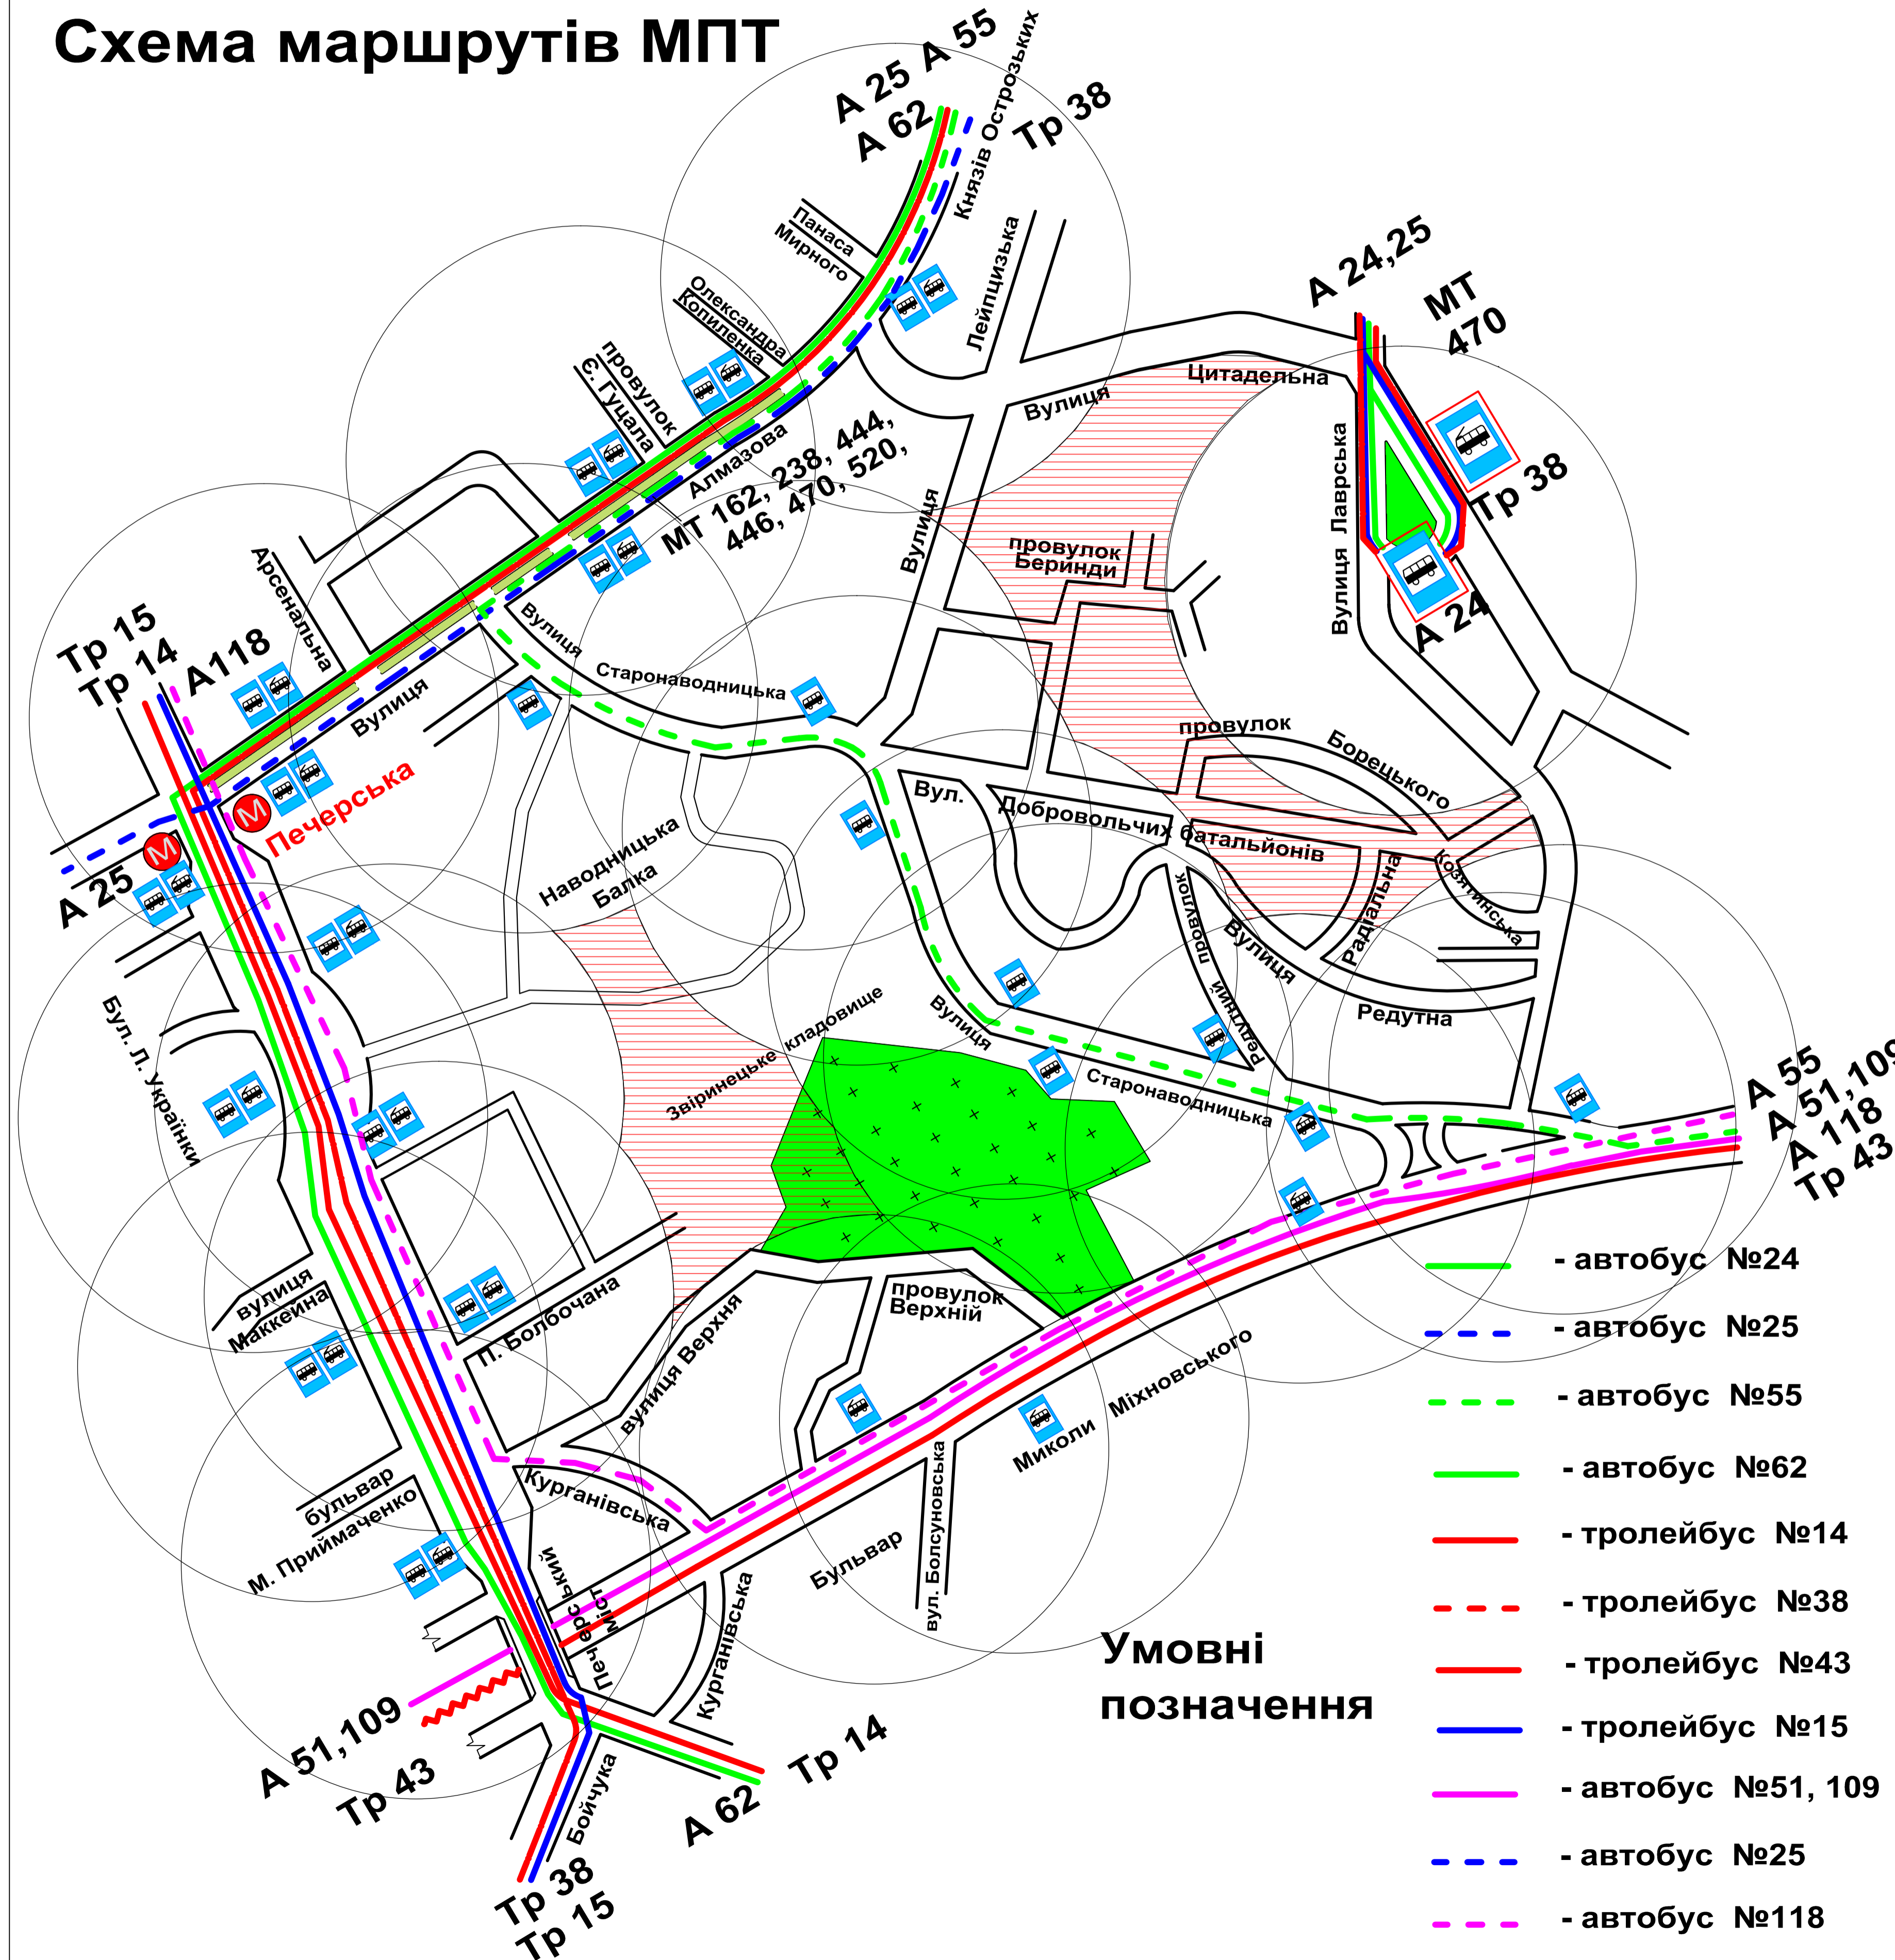 Схема маршрутів МПТ
А 55
А 25
А 62
Тр 38
Князів Острозьких
Панаса
Мирного
Лейпцизька
Олександра
Копиленка
провулок
Є. Гуцала
А 24,25
МТ
470
Вулиця
Цитадельна
Алмазова
МТ 162, 238, 444,
446, 470, 520,
Вулиця Лаврська
Тр 38
А 24
Вулиця
провулок
Беринди
Арсенальна
Тр 15
Тр 14
А118
Вулиця
Вулиця
Старонаводницька
провулок
Борецького
М
Печерська
М
А 25
Вул.
Добровольчих батальйонів
Наводницька
Балка
Радіальна
Козятинська
провулок
Редутний
Вулиця
Редутна
Бул. Л. Українки
Звіринецьке кладовище
Вулиця
Старонаводницька
А 55
А 51,109
А 118
Тр 43
вулиця
Маккейна
П. Болбочана
вулиця Верхня
провулок
Верхній
Миколи Міхновського
бульвар
М. Приймаченко
Курганівська
Бульвар
вул. Болсуновська
Печерський
міст
Курганівська
А 51,109
Тр 43
Бойчука
Тр 14
А 62
Тр 38
Тр 15
Умовні
позначення
- автобус №24
- автобус №25
- автобус №55
- автобус №62
- тролейбус №14
- тролейбус №38
- тролейбус №43
- тролейбус №15
- автобус №51, 109
- автобус №25
- автобус №118